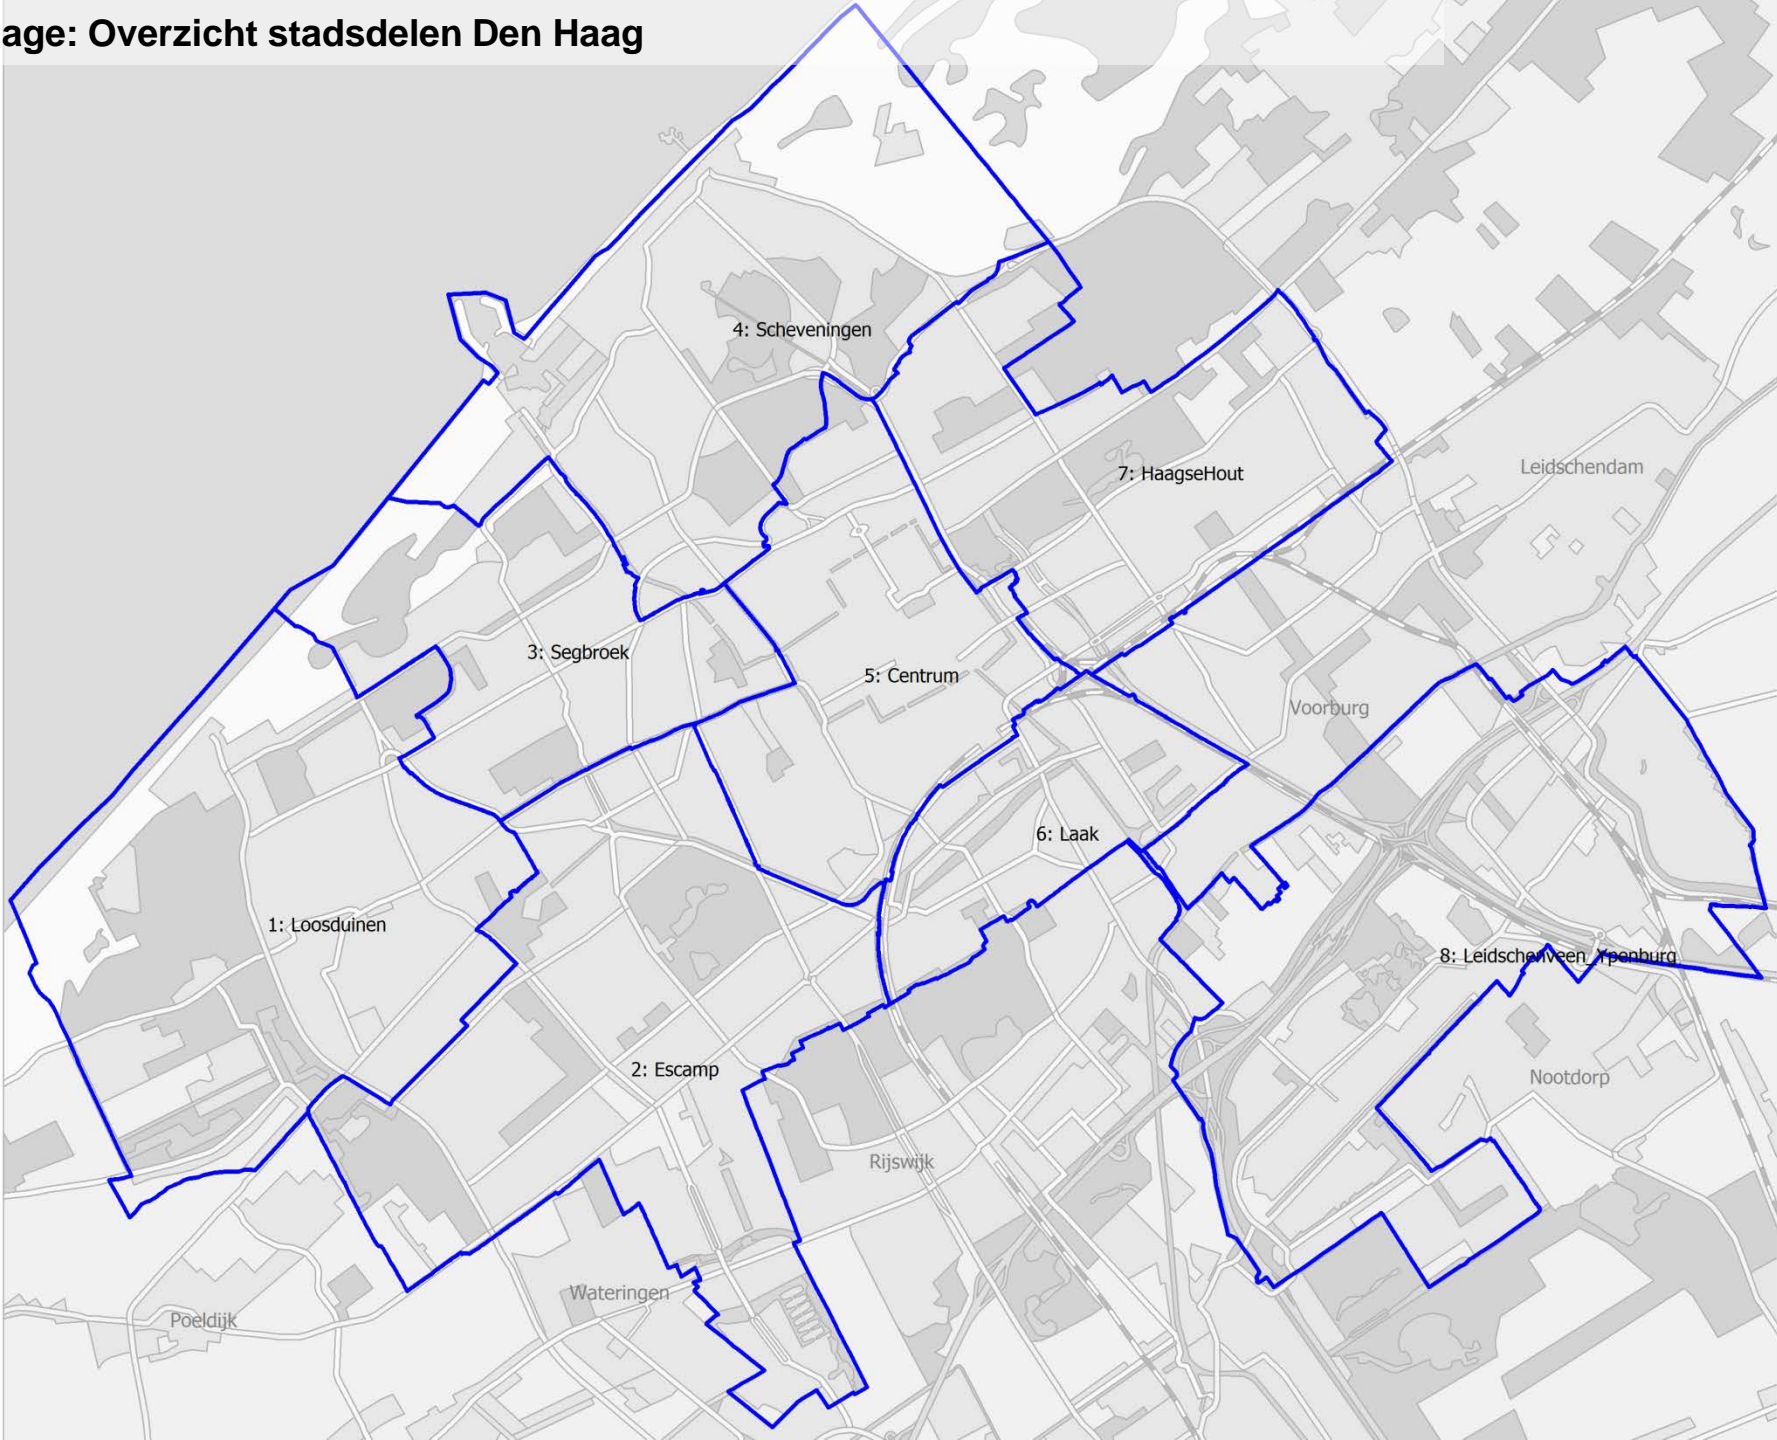 age: Overzicht stadsdelen Den Haag
4: Scheveningen
Leidschendam
7: HaagseHout
3: Segbroek
5: Centrum
Voorburg
6: Laak
1: Loosduinen
8: Leidschenveen_Ypenburg
2: Escamp
Nootdorp
Rijswijk
Wateringen
Poeldijk